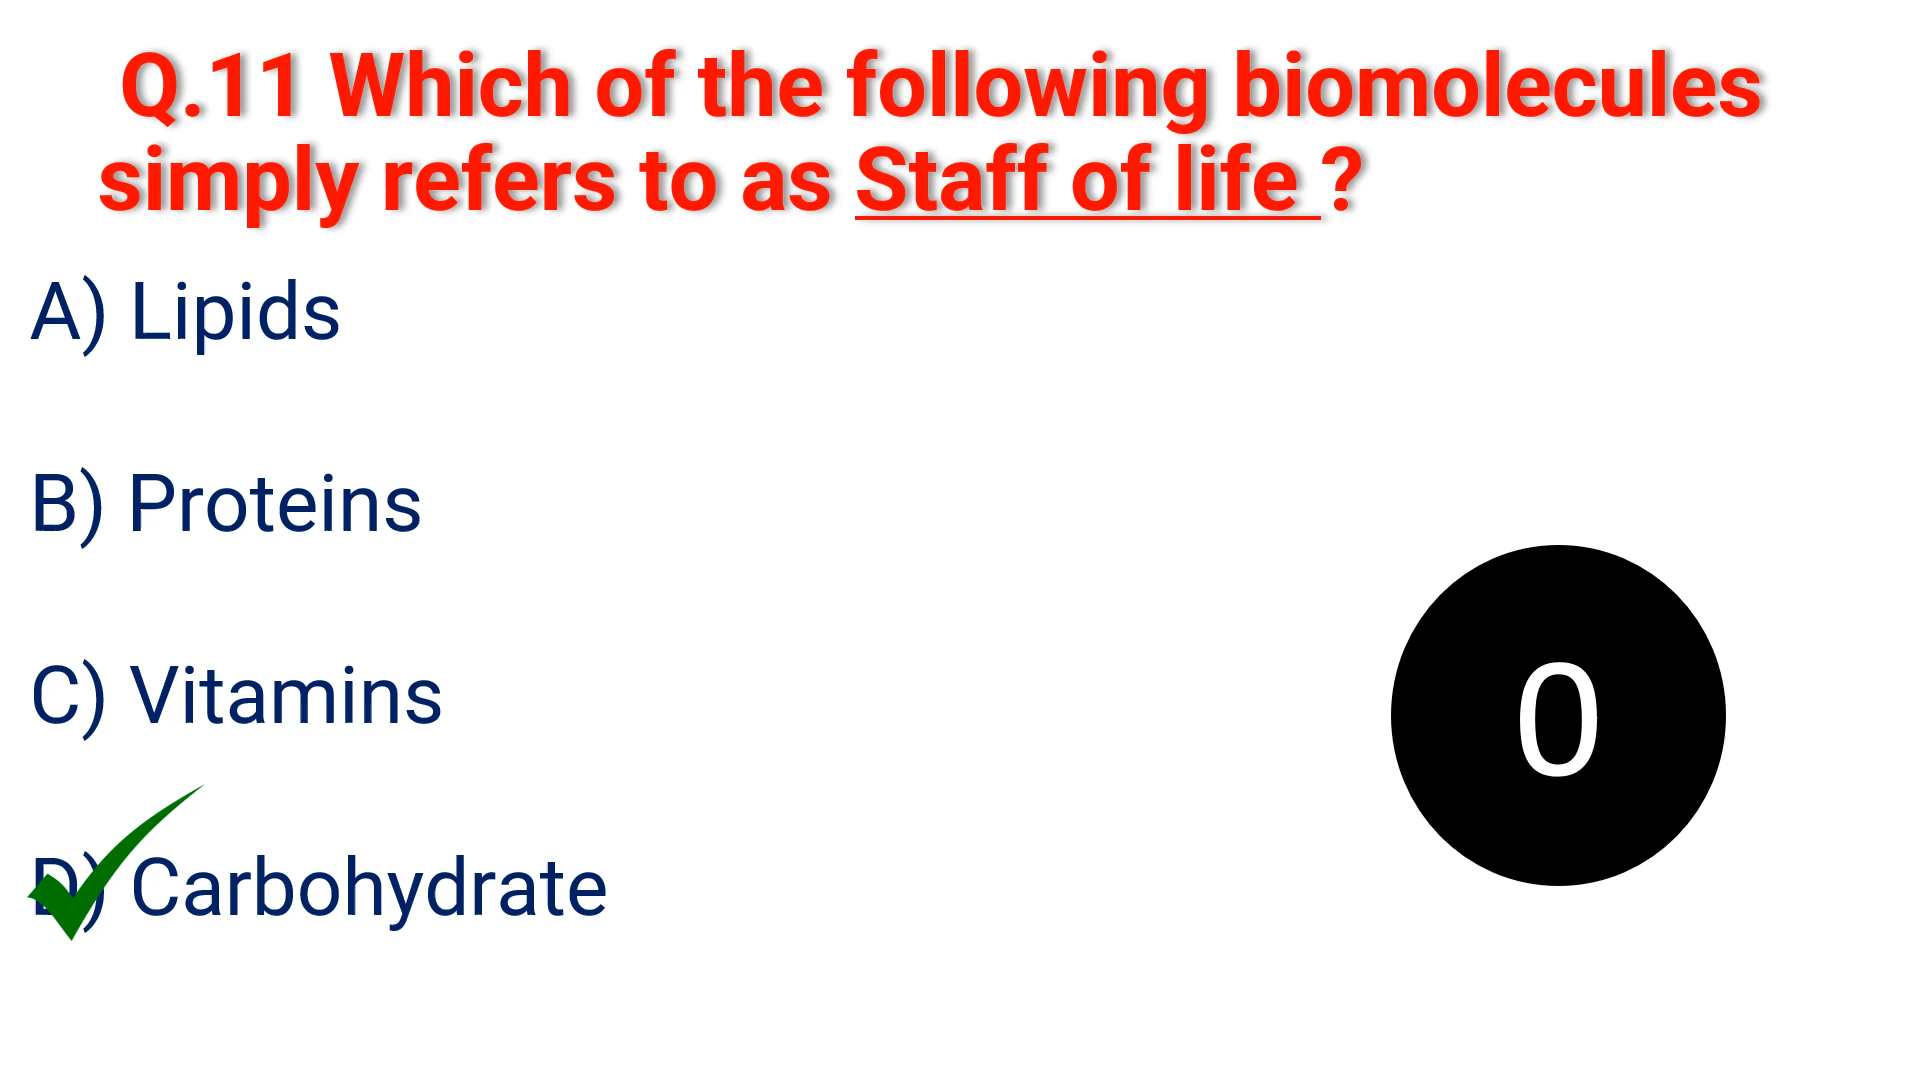 Q.11 Which of the following biomolecules
simply refers to as Staff of life ?
A) Lipids
B) Proteins
C) Vitamins
0
D) Carbohydrate